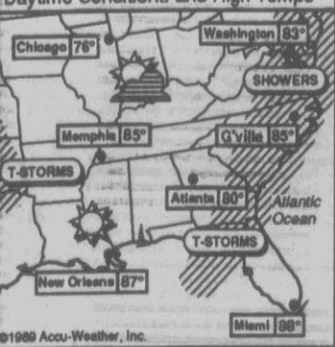 Daytime Conditions and High Temps
Washington 83°
Chicago 76°
SHOWERS
Memphis 85°
G'ville 85°
T-STORMS
Atlanta 80°
Atlantic
Ocean
T-STORMS
New Orleans 87°
Miami 88°
©1989 Accu-Weather, Inc.